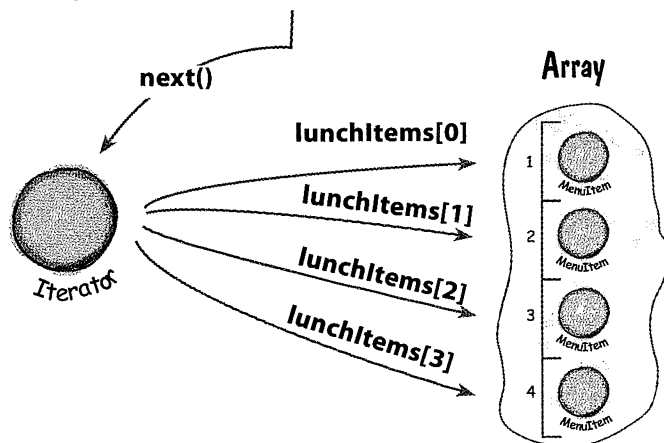 next()
Array
lunchItems[0]
lunchItems[1]
lunchItems[2]
lunchItems[3]
Iterator
1
MenuItem
2
MenuItem
3
MenuItem
4
MenuItem